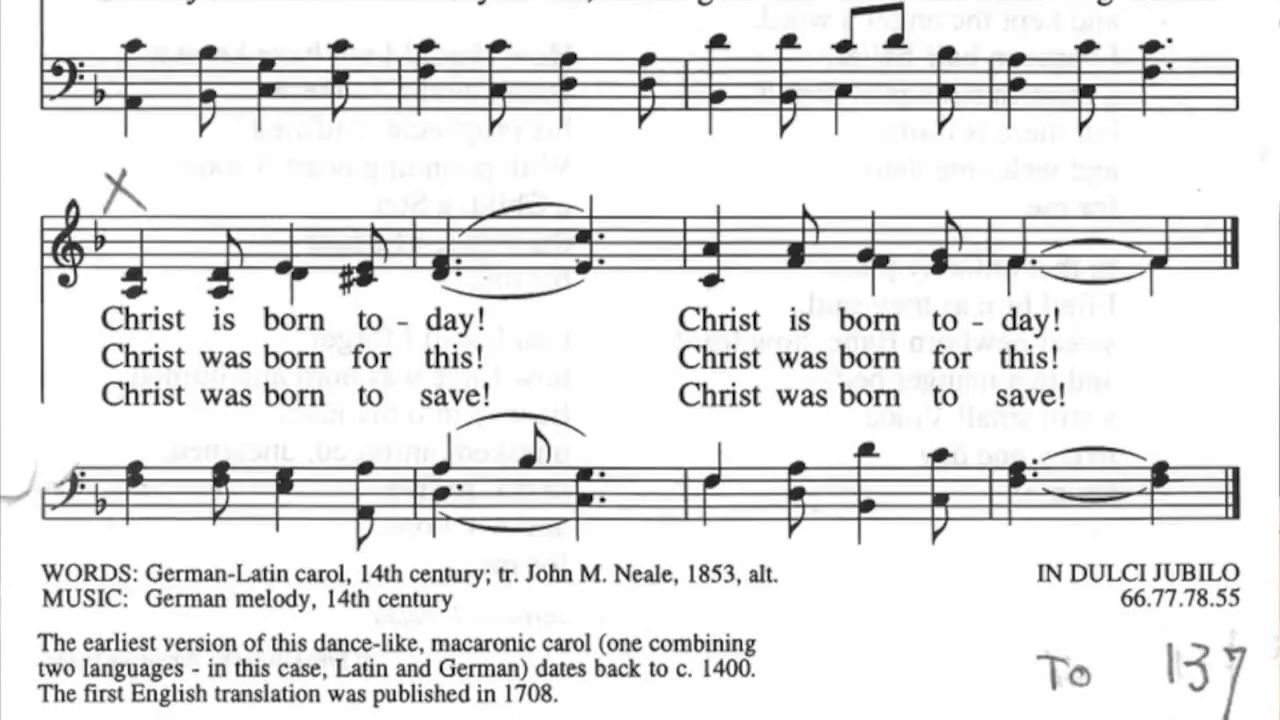 Christ is born to - day! Christ is born to - day!
Christ was born for this! Christ was born for this!
Christ was born to save! Christ was born to save!
WORDS: German-Latin carol, 14th century; tr. John M. Neale, 1853, alt.
MUSIC: German melody, 14th century
IN DULCI JUBILO
66.77.78.55
The earliest version of this dance-like, macaronic carol (one combining
two languages - in this case, Latin and German) dates back to c. 1400.
The first English translation was published in 1708.
To 137